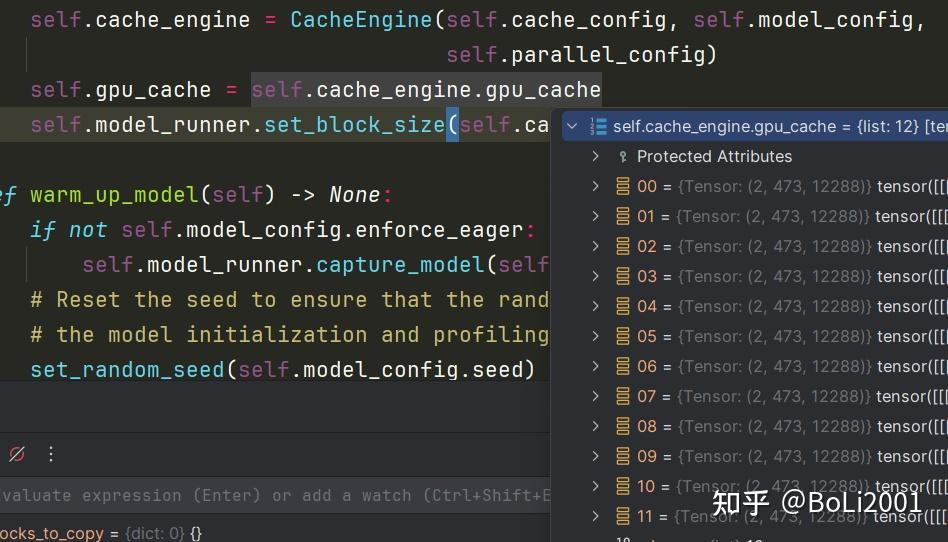 self.cache_engine = CacheEngine(self.cache_config, self.model_config,
self.parallel_config)
self.gpu_cache = self.cache_engine.gpu_cache
self.model_runner.set_block_size(self.ca
ef warm_up_model(self) -> None:
if not self.model_config.enforce_eager:
self.model_runner.capture_model(self
# Reset the seed to ensure that the rand
# the model initialization and profiling
set_random_seed(self.model_config.seed)
self.cache_engine.gpu_cache = {list: 12} [ten
Protected Attributes
00 = {Tensor: (2, 473, 12288)} tensor([[[
01 = {Tensor: (2, 473, 12288)} tensor([[[
02 = {Tensor: (2, 473, 12288)} tensor([[[
03 = {Tensor: (2, 473, 12288)} tensor([[[
04 = {Tensor: (2, 473, 12288)} tensor([[[
05 = {Tensor: (2, 473, 12288)} tensor([[[
06 = {Tensor: (2, 473, 12288)} tensor([[[
07 = {Tensor: (2, 473, 12288)} tensor([[[
08 = {Tensor: (2, 473, 12288)} tensor([[[
09 = {Tensor: (2, 473, 12288)} tensor([[[
10 = {Tensor: (2, 473, 12288)} tensor([[[
11 = {Tensor: (2, 473, 12288)} tensor([[[
Evaluate expression (Enter) or add a watch (Ctrl+Shift+E
ocks_to_copy = {dict: 0} {}
知乎 @BoLi2001